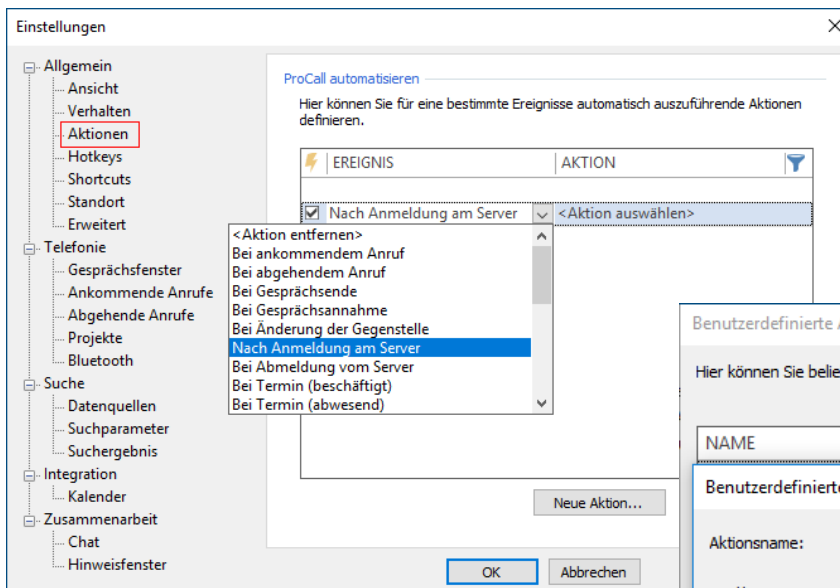 Einstellungen
Allgemein
Ansicht
Verhalten
Aktionen
Hotkeys
Shortcuts
Standort
Erweitert
Telefonie
Gesprächsfenster
Ankommende Anrufe
Abgehende Anrufe
Projekte
Bluetooth
Suche
Datenquellen
Suchparameter
Suchergebnis
Integration
Kalender
Zusammenarbeit
Chat
Hinweisfenster
ProCall automatisieren
Hier können Sie für eine bestimmte Ereignisse automatisch auszuführende Aktionen
definieren.
EREIGNIS AKTION
Nach Anmeldung am Server <Aktion auswählen>
<Aktion entfernen>
Bei ankommendem Anruf
Bei abgehendem Anruf
Bei Gesprächsende
Bei Gesprächsannahme
Bei Änderung der Gegenstelle
Nach Anmeldung am Server
Bei Abmeldung vom Server
Bei Termin (beschäftigt)
Bei Termin (abwesend)
Neue Aktion...
OK Abbrechen
Benutzerdefinierte
Hier können Sie
NAME
Benutzerdefinierte
Aktionsname: